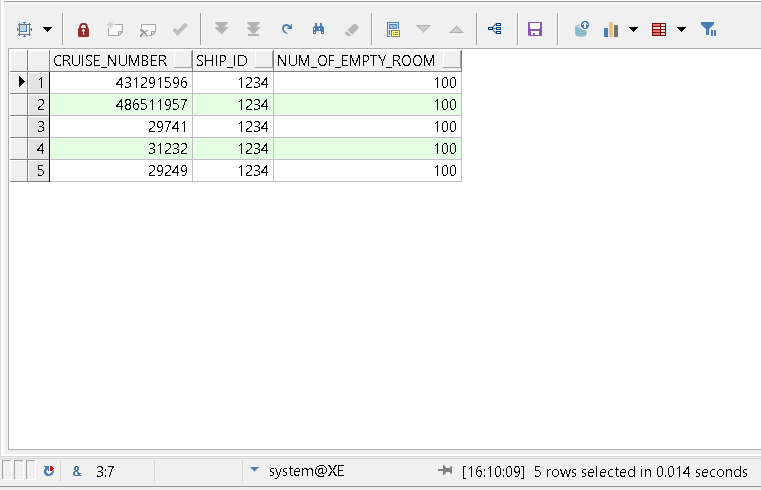 CRUISE_NUMBER SHIP_ID NUM_OF_EMPTY_ROOM
1 431291596 1234 100
2 486511957 1234 100
3 29741 1234 100
4 31232 1234 100
5 29249 1234 100
& 3:7 system@XE [16:10:09] 5 rows selected in 0.014 seconds